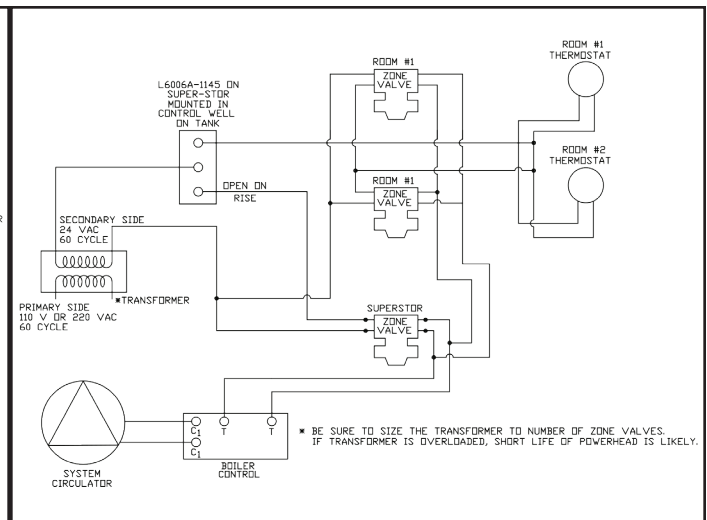 ROOM #1
THERMOSTAT
ROOM #1
ZONE
VALVE
L6006A-1145 ON
SUPER-STOR
MOUNTED IN
CONTROL WELL
ON TANK
ROOM #2
THERMOSTAT
ROOM #1
ZONE
VALVE
OPEN ON
RISE
R
SECONDARY SIDE
24 VAC
60 CYCLE
*TRANSFORMER
PRIMARY SIDE
110 V OR 220 VAC
60 CYCLE
SUPERSTOR
ZONE
VALVE
C1
T
T
C1
* BE SURE TO SIZE THE TRANSFORMER TO NUMBER OF ZONE VALVES.
IF TRANSFORMER IS OVERLOADED, SHORT LIFE OF POWERHEAD IS LIKELY.
BOILER
CONTROL
SYSTEM
CIRCULATOR